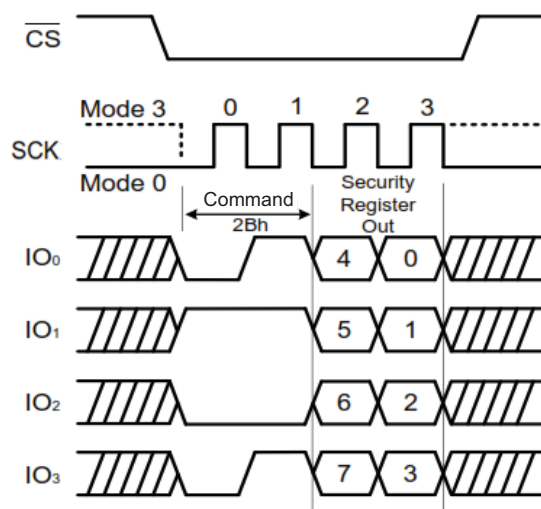 CS
Mode 3 0 1 2 3
SCK
Mode 0
Command
2Bh
Security
Register
Out
IO₀ 4 0
IO₁ 5 1
IO₂ 6 2
IO₃ 7 3